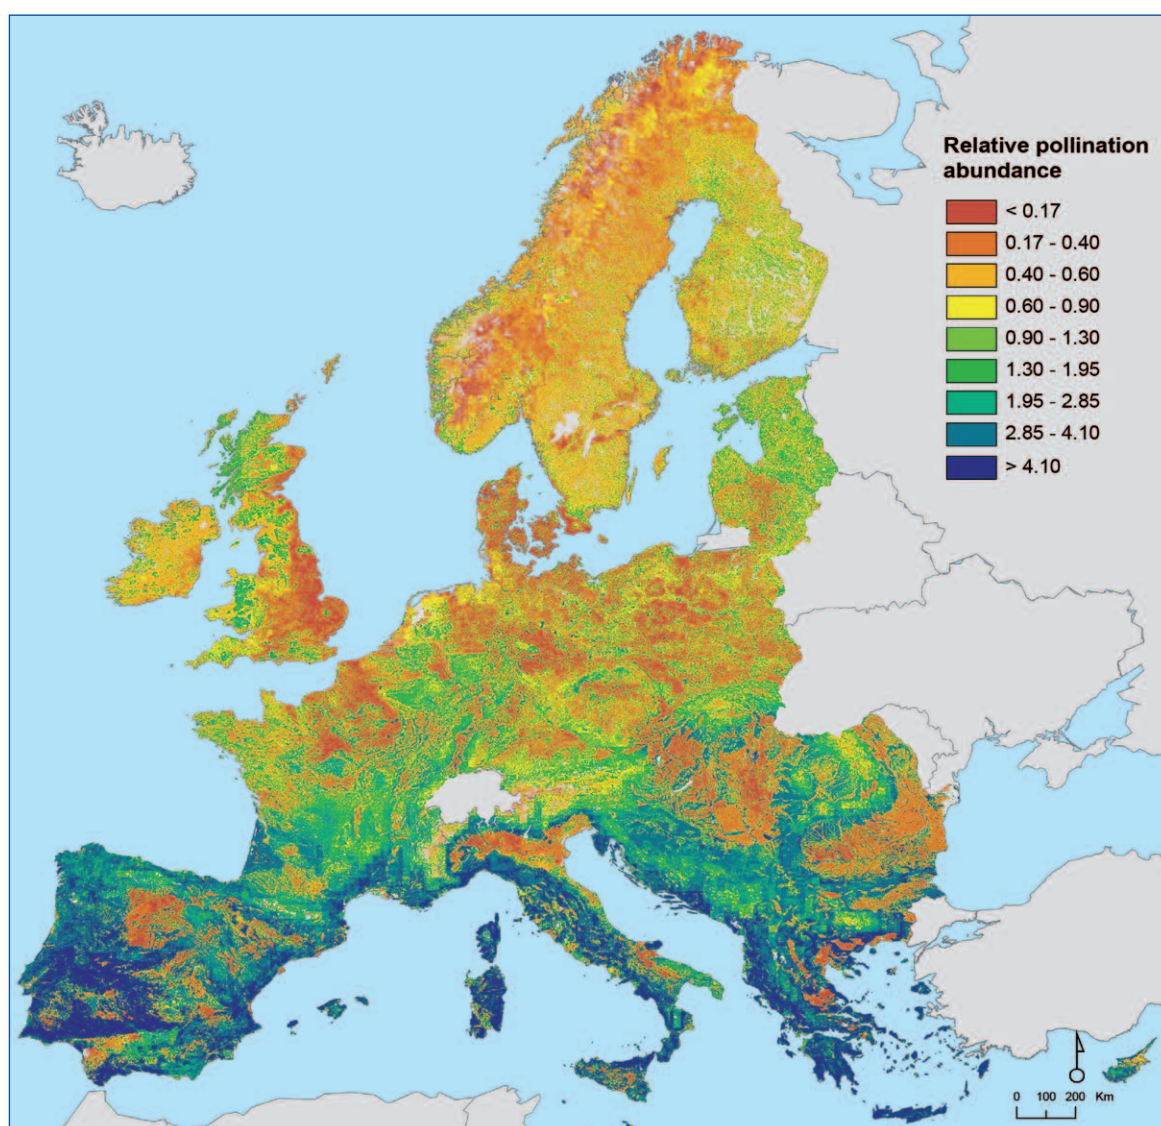 Relative pollination
abundance
< 0.17
0.17 - 0.40
0.40 - 0.60
0.60 - 0.90
0.90 - 1.30
1.30 - 1.95
1.95 - 2.85
2.85 - 4.10
> 4.10
0 100 200 Km